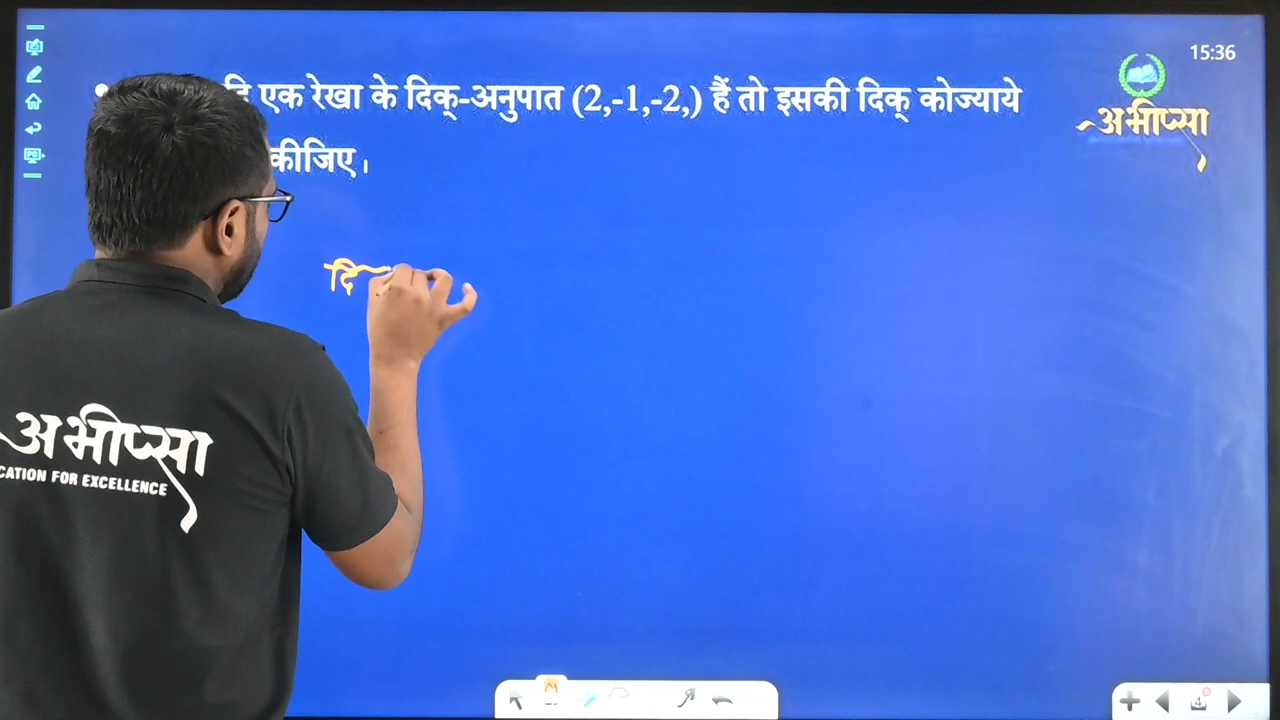 15:36
एक रेखा के दिक्-अनुपात (2,-1,-2,) हैं तो इसकी दिक् कोज्याये
कीजिए।
अभीप्सा
दि
अभीप्सा
CATION FOR EXCELLENCE